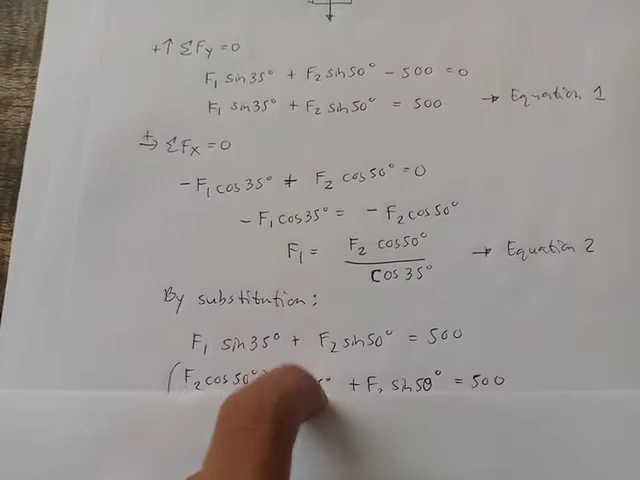 +↑ ΣFy = 0
F₁ sin35° + F₂ sin50° - 500 = 0
F₁ sin35° + F₂ sin50° = 500 → Equation 1
+→ ΣFx = 0
-F₁ cos35° + F₂ cos50° = 0
-F₁ cos35° = -F₂ cos50°
F₁ = F₂ cos50° / cos35° → Equation 2
By substitution:
F₁ sin35° + F₂ sin50° = 500
(F₂ cos50° + F₂ sin50° = 500